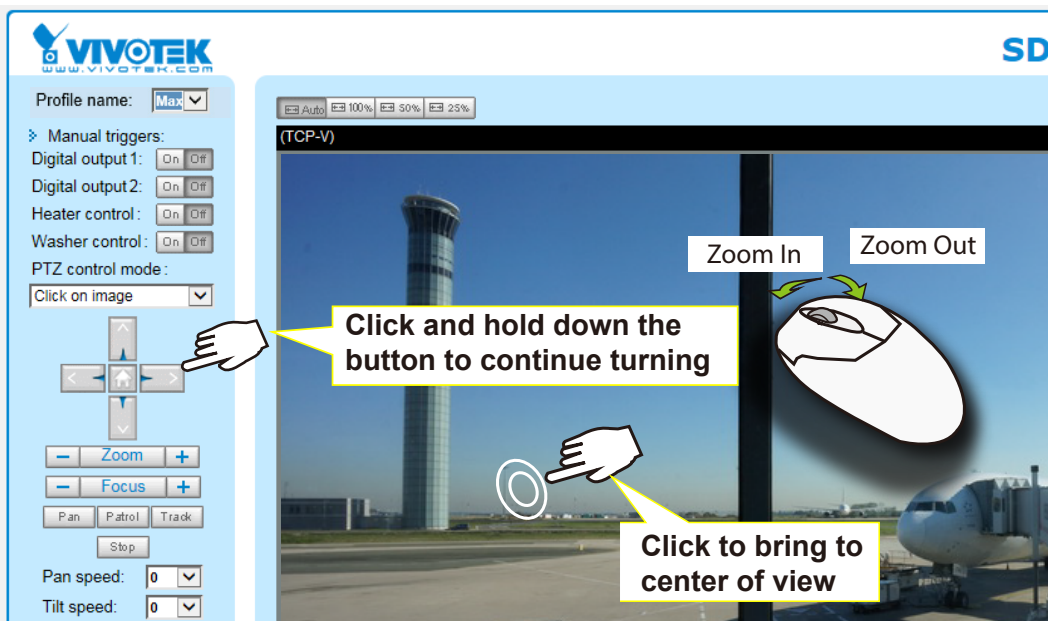 VIVOTEK
www.vivotek.com
SD
Profile name: Max
Auto 100% 50% 25%
(TCP-V)
Manual triggers:
Digital output 1: On Off
Digital output 2: On Off
Heater control : On Off
Washer control : On Off
PTZ control mode :
Click on image
Zoom In
Zoom Out
Click and hold down the
button to continue turning
− Zoom +
− Focus +
Pan Patrol Track
Stop
Pan speed: 0
Tilt speed: 0
Click to bring to
center of view